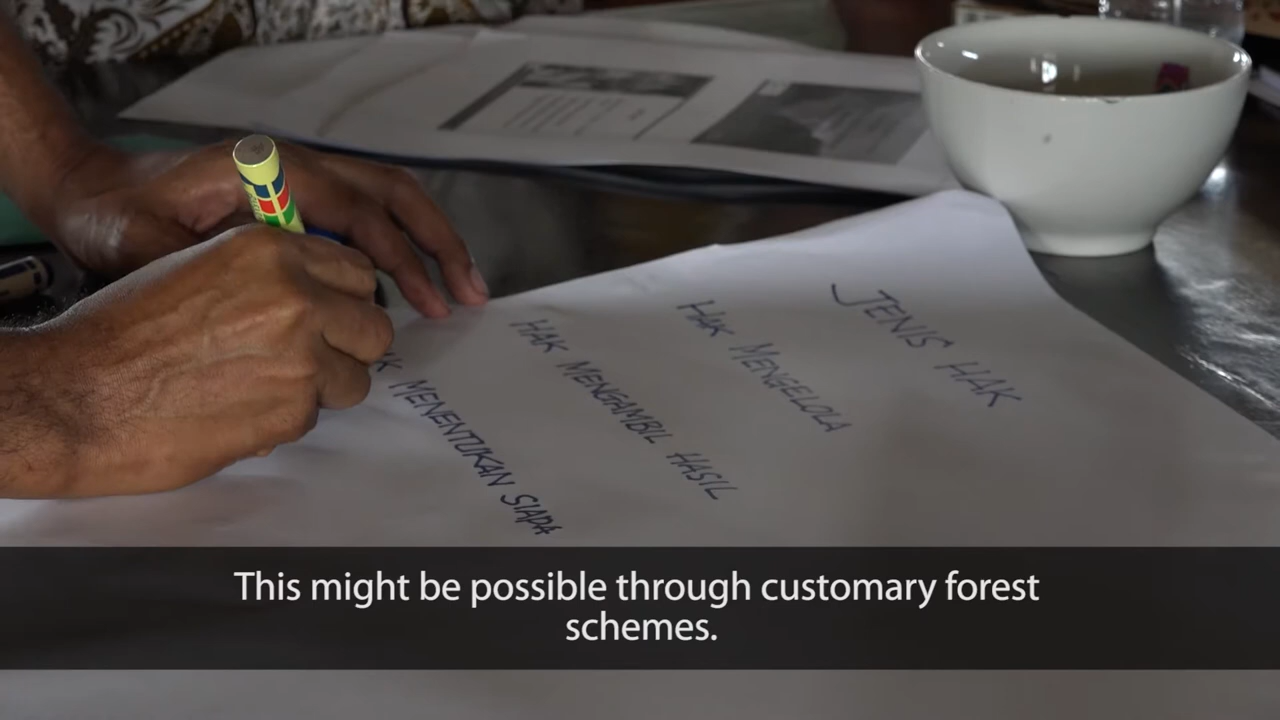 JENIS HAK
HAK MENGELOLA
HAK MENGAMBIL HASIL
MENENTUKAN SIAPA
This might be possible through customary forest
schemes.